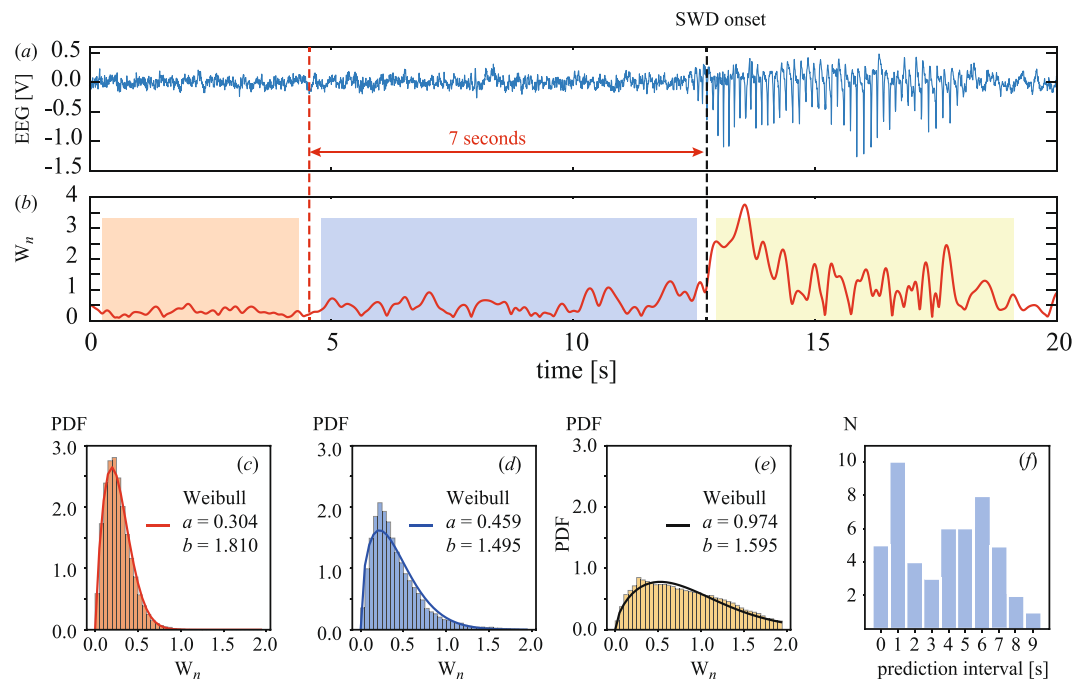 SWD onset
(a)
0.5
0.0
-0.5
-1.0
-1.5
EEG [V]
7 seconds
(b)
4
3
2
1
0
W_n
0 5 10 15 20
time [s]
PDF
3.0
2.0
1.0
0.0
(c)
Weibull
a = 0.304
b = 1.810
0.0 0.5 1.0 1.5 2.0
W_n
PDF
3.0
2.0
1.0
0.0
(d)
Weibull
a = 0.459
b = 1.495
0.0 0.5 1.0 1.5 2.0
W_n
PDF
3.0
2.0
1.0
0.0
PDF
(e)
Weibull
a = 0.974
b = 1.595
0.0 0.5 1.0 1.5 2.0
W_n
N
10
8
6
4
2
(f)
0 1 2 3 4 5 6 7 8 9
prediction interval [s]